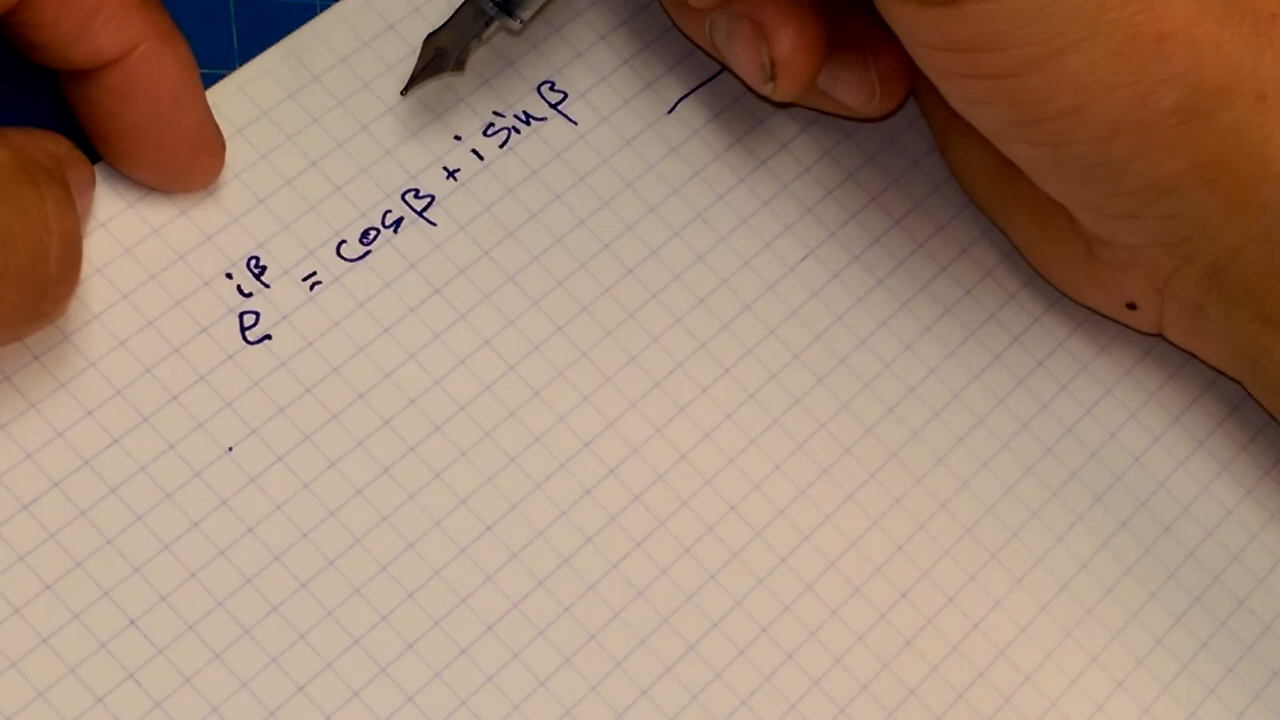 e^{iβ} = cosβ + i sinβ